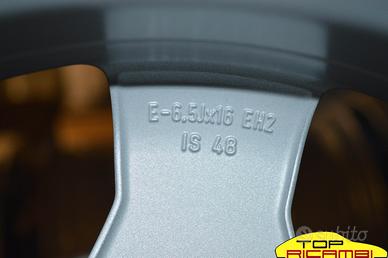 E-6.5Jx16 EH2
IS 48
subito
TOP
RICAMBI